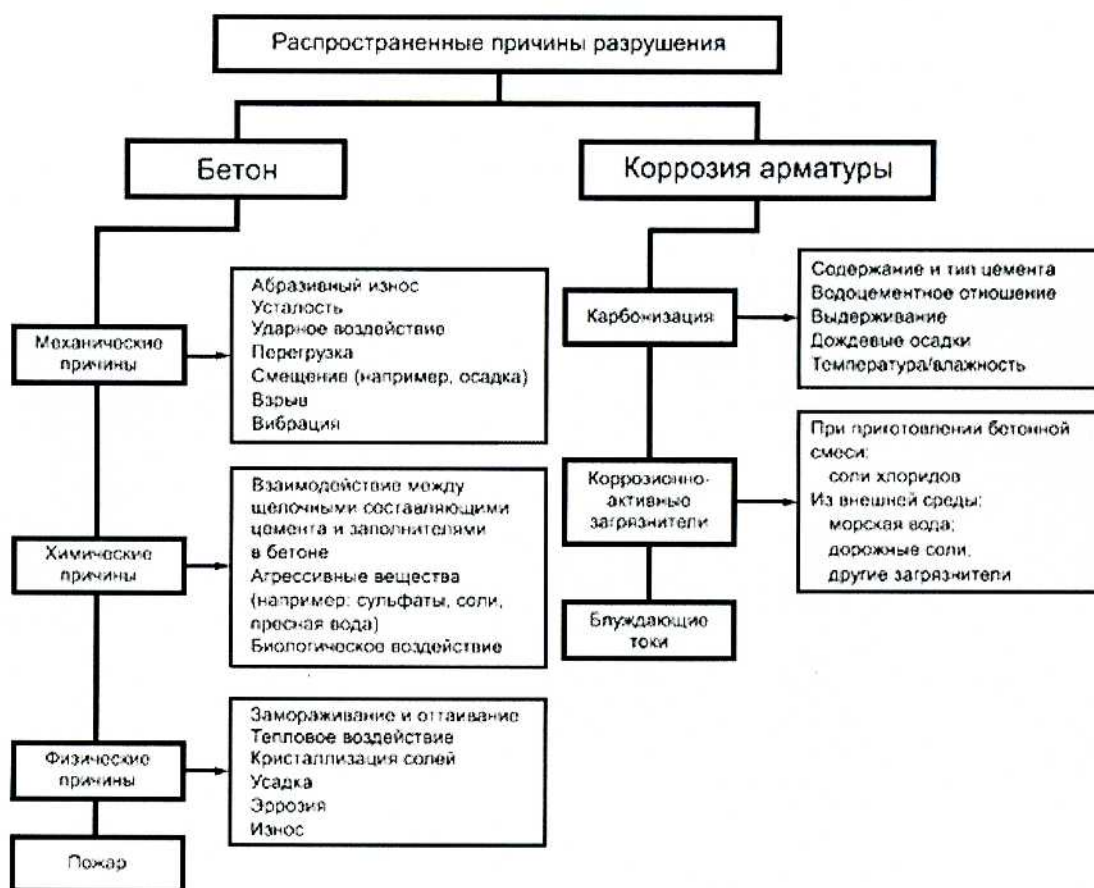 Распространенные причины разрушения
Бетон
Механические
причины
Абразивный износ
Усталость
Ударное воздействие
Перегрузка
Смещение (например, осадка)
Взрыв
Вибрация
Химические
причины
Взаимодействие между
щелочными составляющими
цемента и заполнителями
в бетоне
Агрессивные вещества
(например: сульфаты, соли,
пресная вода)
Биологическое воздействие
Физические
причины
Замораживание и оттаивание
Тепловое воздействие
Кристаллизация солей
Усадка
Эррозия
Износ
Пожар
Коррозия арматуры
Карбонизация
Содержание и тип цемента
Водоцементное отношение
Выдерживание
Дождевые осадки
Температура/влажность
Коррозионно-
активные
загрязнители
При приготовлении бетонной
смеси:
соли хлоридов
Из внешней среды:
морская вода;
дорожные соли,
другие загрязнители
Блуждающие
токи